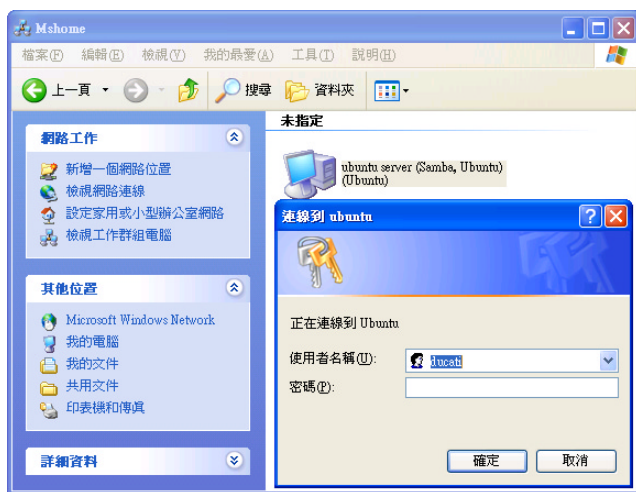 Mshome
檔案(F) 編輯(E) 檢視(V) 我的最愛(A) 工具(T) 說明(H)
上一頁 搜尋 資料夾
網路工作
新增一個網路位置
檢視網路連線
設定家用或小型辦公室網路
檢視工作群組電腦
其他位置
Microsoft Windows Network
我的電腦
我的文件
共用文件
印表機和傳真
詳細資料
未指定
ubuntu server (Samba, Ubuntu)
(Ubuntu)
連線到 ubuntu
正在連線到 Ubuntu
使用者名稱(U): ducati
密碼(P):
確定 取消